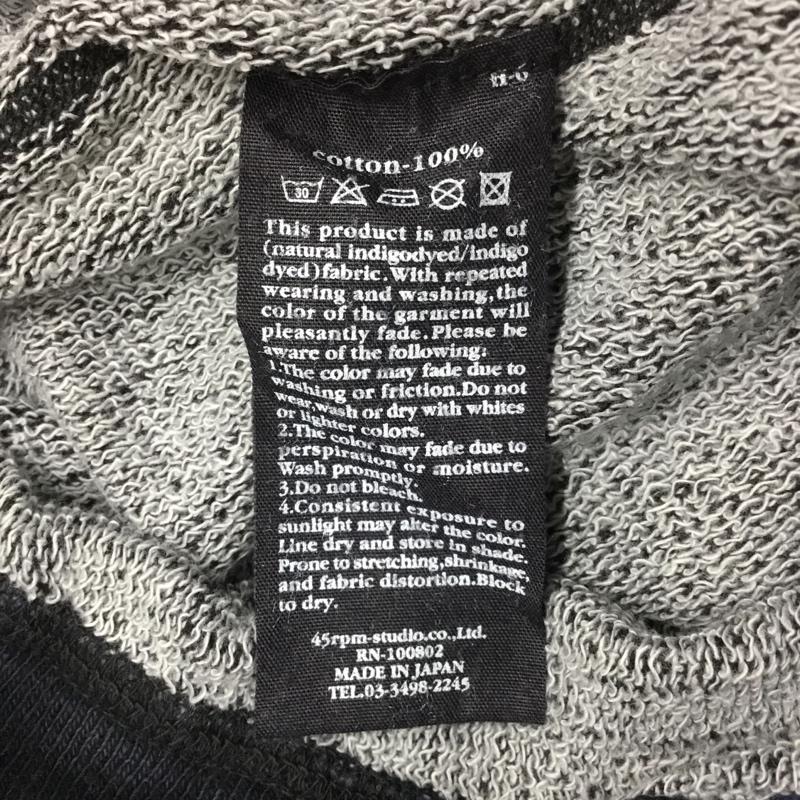 cotton-100%
30
This product is made of
(natural indigodyed/indigo
dyed)fabric.With repeated
wearing and washing,the
color of the garment will
pleasantly fade.Please be
aware of the following:
1.The color may fade due to
washing or friction.Do not
wear,wash or dry with whites
or lighter colors.
2.The color may fade due to
perspiration or moisture.
Wash promptly.
3.Do not bleach.
4.Consistent exposure to
sunlight may alter the color.
Line dry and store in shade.
Prone to stretching,shrinkage,
and fabric distortion.Block
to dry.
45rpm-studio.co.,Ltd.
RN-100802
MADE IN JAPAN
TEL.03-3498-2245